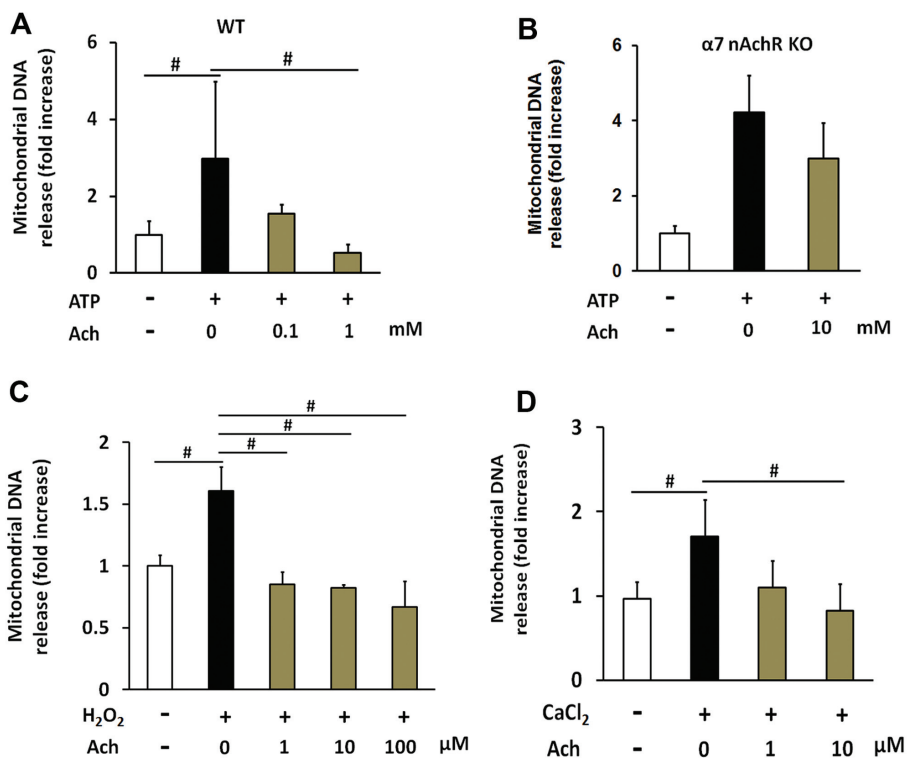 A
WT
Mitochondrial DNA
release (fold increase)
6
4
2
0
#
#
ATP - + + +
Ach - 0 0.1 1 mM
B
α7 nAchR KO
Mitochondrial DNA
release (fold increase)
6
4
2
0
ATP - + +
Ach - 0 10 mM
C
Mitochondrial DNA
release (fold increase)
2
1.5
1
0.5
0
#
#
#
#
H₂O₂ - + + + +
Ach - 0 1 10 100 μM
D
Mitochondrial DNA
release (fold increase)
3
2
1
0
#
#
CaCl₂ - + + +
Ach - 0 1 10 μM